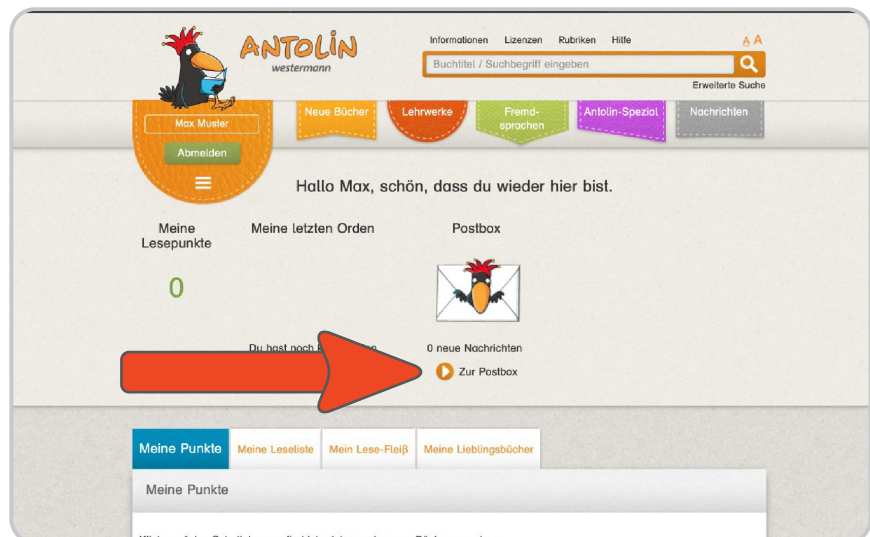 ANTOLIN
westermann
Informationen Lizenzen Rubriken Hilfe A A
Buchtitel / Suchbegriff eingeben
Erweiterte Suche
Max Muster
Abmelden
Neue Bücher
Lehrwerke
Fremd-
sprachen
Antolin-Spezial
Nachrichten
Hallo Max, schön, dass du wieder hier bist.
Meine
Lesepunkte
0
Meine letzten Orden
Du hast noch
Postbox
0 neue Nachrichten
Zur Postbox
Meine Punkte Meine Leseliste Mein Lese-Fleiß Meine Lieblingsbücher
Meine Punkte